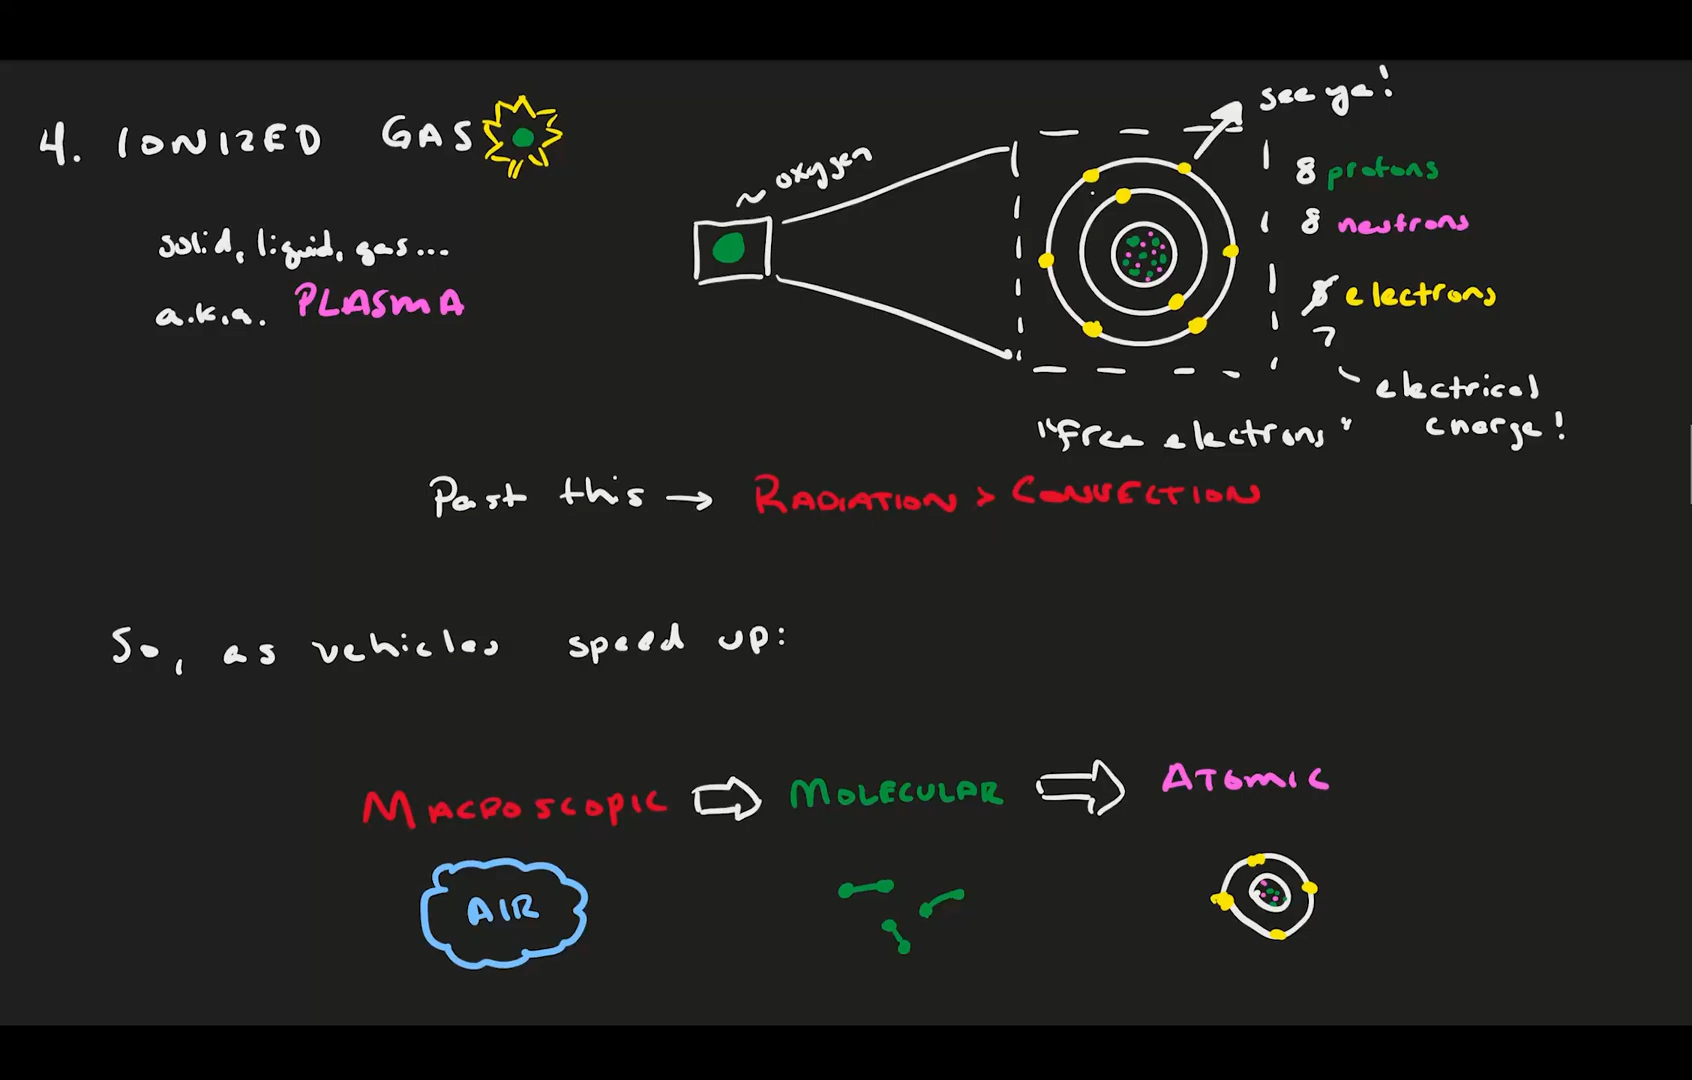 4. IONIZED GAS
solid, liquid, gas...
a.k.a. PLASMA
~ oxygen
see ya!
8 protons
8 neutrons
8 electrons
7
electrical
charge!
"Free electrons"
Past this → RADIATION > CONVECTION
So, as vehicles speed up:
MACROSCOPIC ⇒ MOLECULAR ⇒ ATOMIC
AIR